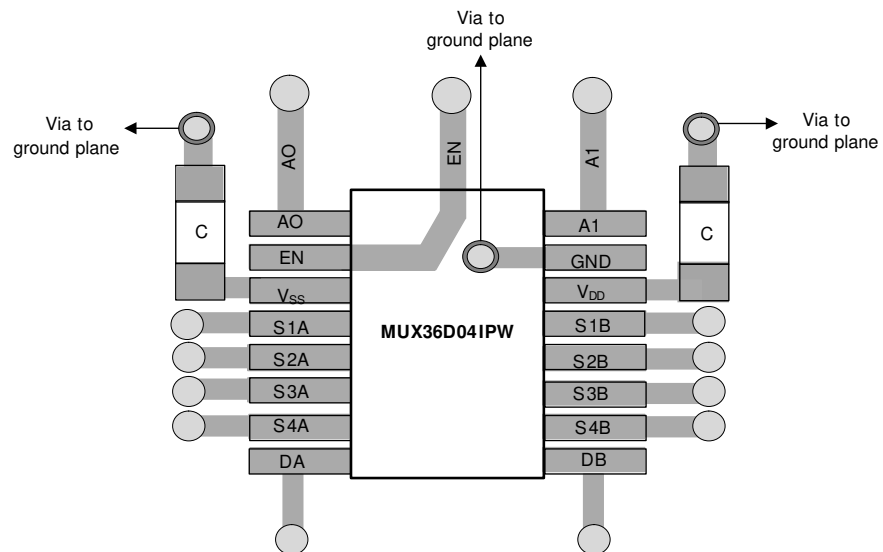 Via to
ground plane
Via to
ground plane
Via to
ground plane
AO
EN
A1
C
C
AO
A1
EN
GND
VSS
VDD
S1A
S1B
MUX36D04IPW
S2A
S2B
S3A
S3B
S4A
S4B
DA
DB